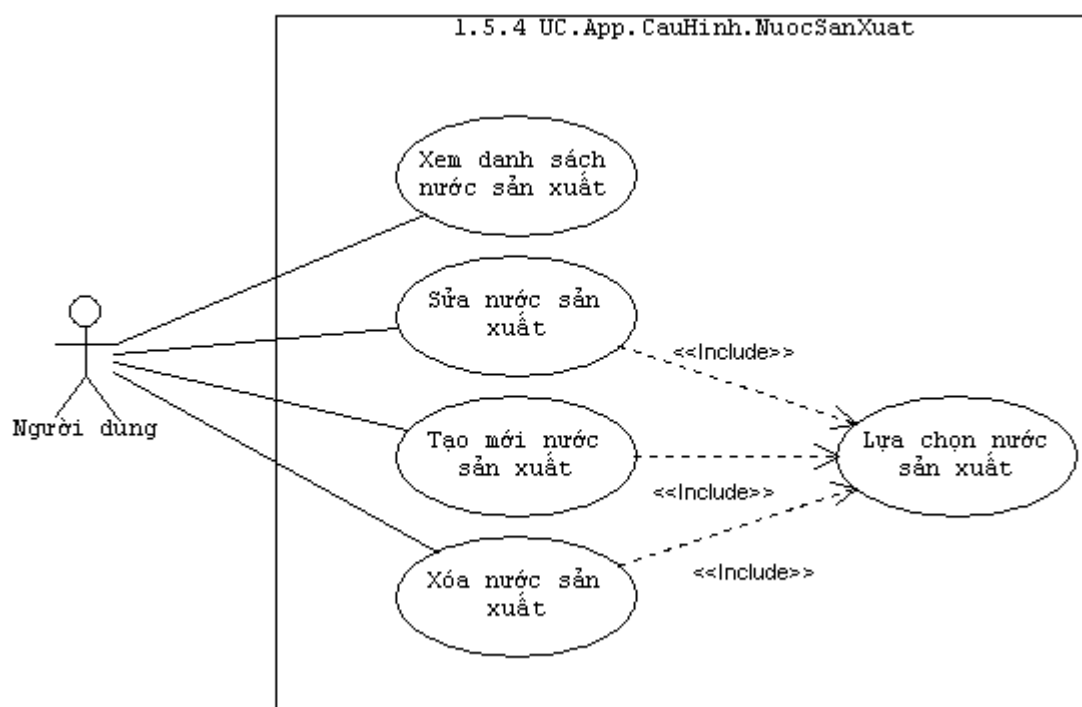 1.5.4 UC.App.CauHinh.NuocSanXuat
Xem danh sách
nước sản xuất
Sửa nước sản
xuất
<<Include>>
Người dùng
Tạo mới nước
sản xuất
Lựa chọn nước
sản xuất
<<Include>>
Xóa nước sản
xuất
<<Include>>